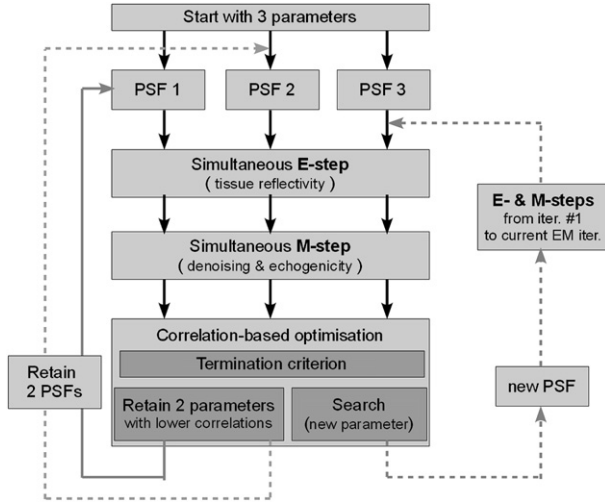 Start with 3 parameters
PSF 1
PSF 2
PSF 3
Simultaneous E-step
( tissue reflectivity )
Simultaneous M-step
( denoising & echogenicity )
E- & M-steps
from iter. #1
to current EM iter.
Correlation-based optimisation
Termination criterion
Retain
2 PSFs
Retain 2 parameters
with lower correlations
Search
(new parameter)
new PSF